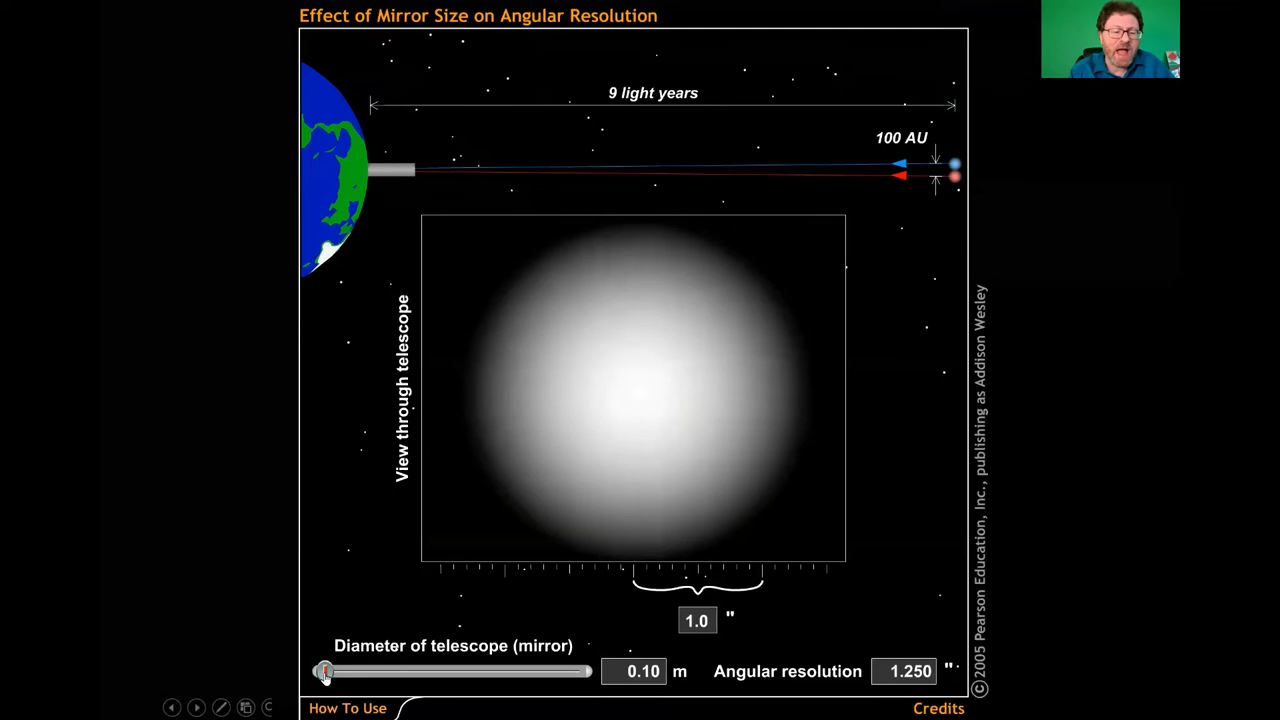 Effect of Mirror Size on Angular Resolution
9 light years
100 AU
View through telescope
1.0 "
Diameter of telescope (mirror)
0.10 m
Angular resolution 1.250 "
How To Use
Credits
©2005 Pearson Education, Inc., publishing as Addison Wesley